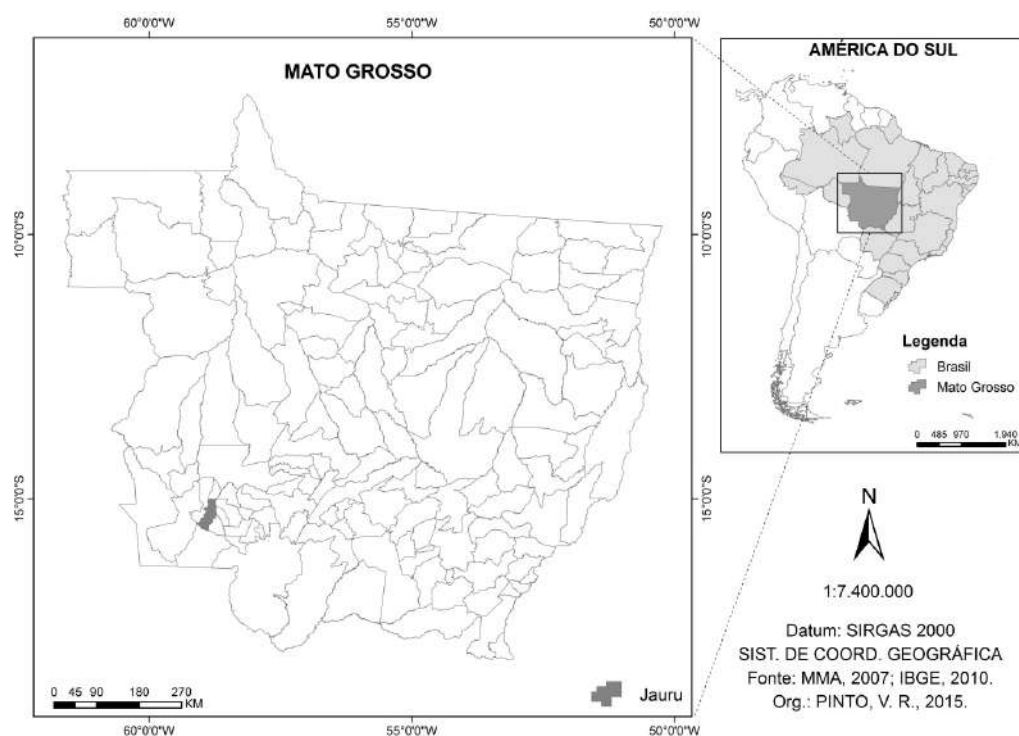 60°0'0"W
55°0'0"W
50°0'0"W
MATO GROSSO
10°0'0"S
15°0'0"S
10°0'0"S
15°0'0"S
0 45 90 180 270
KM
Jauru
60°0'0"W
55°0'0"W
50°0'0"W
AMÉRICA DO SUL
Legenda
Brasil
Mato Grosso
0 485 970 1.940
KM
N
1:7.400.000
Datum: SIRGAS 2000
SIST. DE COORD. GEOGRÁFICA
Fonte: MMA, 2007; IBGE, 2010.
Org.: PINTO, V. R., 2015.